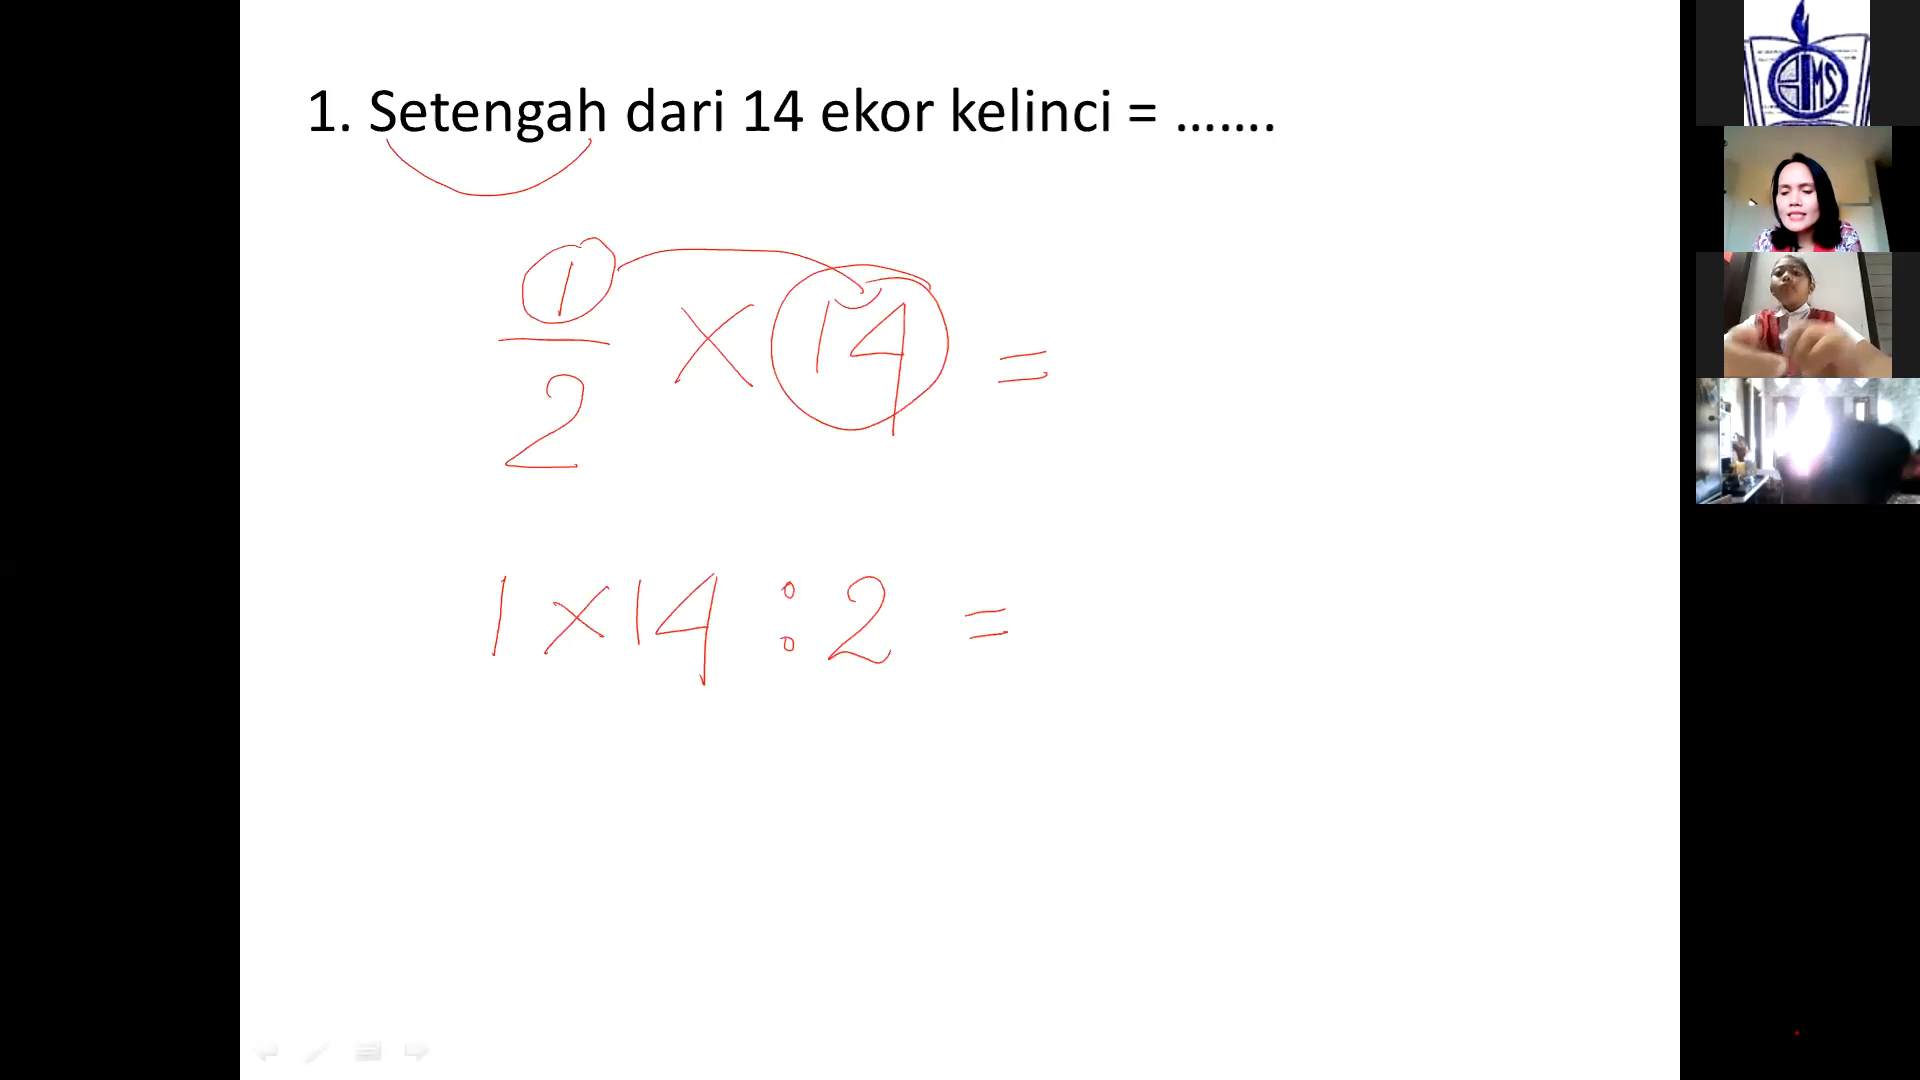 1. Setengah dari 14 ekor kelinci = .......
1/2 × 14 =
1 × 14 : 2 =